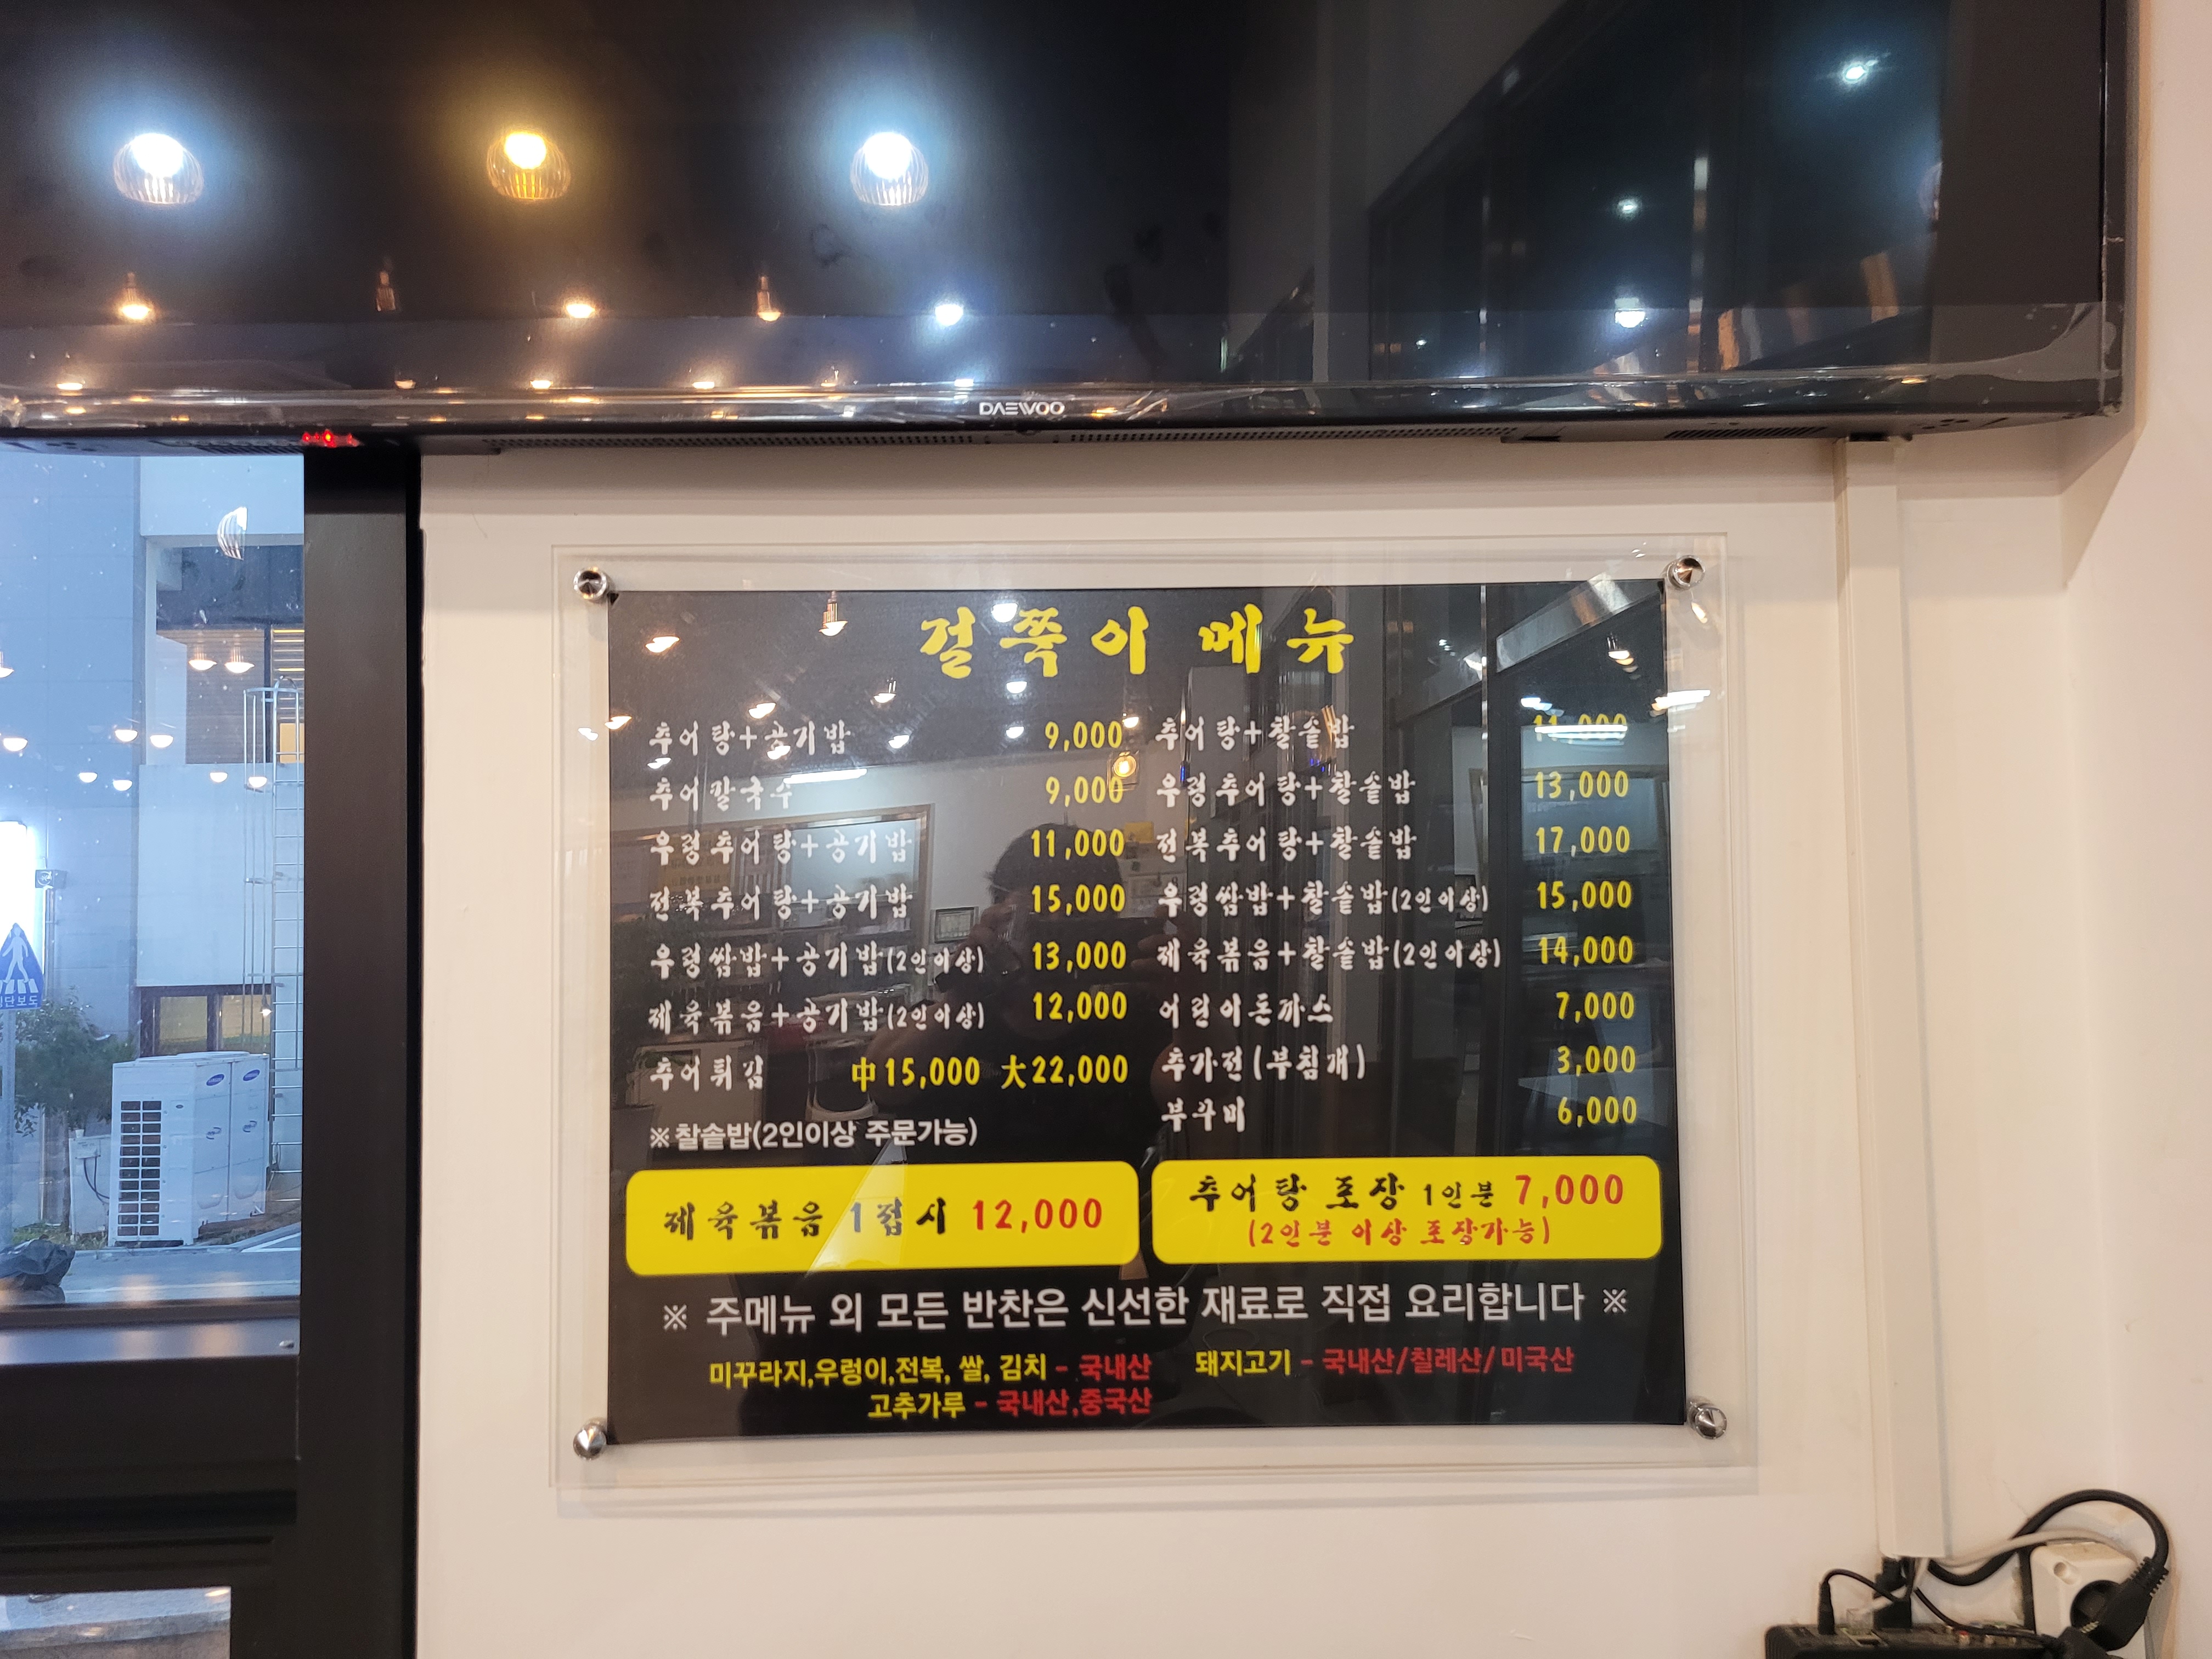 DAEWOO
걸쭉이 메뉴
추어탕+공기밥 9,000
추어칼국수 9,000
우렁추어탕+공기밥 11,000
전복추어탕+공기밥 15,000
우렁쌈밥+공기밥(2인이상) 13,000
제육볶음+공기밥(2인이상) 12,000
추어튀김 中15,000 大22,000
※찰솥밥(2인이상 주문가능)
추어탕+찰솥밥 11,000
우렁추어탕+찰솥밥 13,000
전복추어탕+찰솥밥 17,000
우렁쌈밥+찰솥밥(2인이상) 15,000
제육볶음+찰솥밥(2인이상) 14,000
어린이돈까스 7,000
추가전(부침개) 3,000
부꾸미 6,000
제육볶음 1접시 12,000
추어탕 포장 1인분 7,000
(2인분 이상 포장가능)
※ 주메뉴 외 모든 반찬은 신선한 재료로 직접 요리합니다 ※
미꾸라지,우렁이,전복, 쌀, 김치 - 국내산
고추가루 - 국내산,중국산
돼지고기 - 국내산/칠레산/미국산